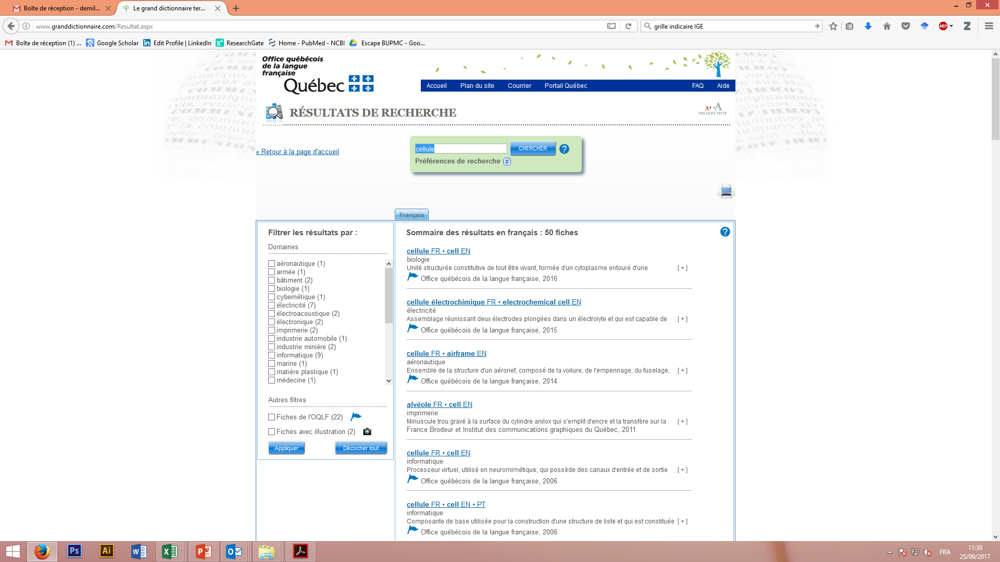 Boîte de réception - demil...
Le grand dictionnaire ter...
www.granddictionnaire.com/Resultat.aspx
grille indicaire IGE
ABP
Z
Boîte de réception (1) ...
Google Scholar
Edit Profile | LinkedIn
ResearchGate
Home - PubMed - NCBI
Escape BUPMC - Goo...
Office québécois
de la langue
française
Québec
Accueil
Plan du site
Courrier
Portail Québec
FAQ
Aide
RÉSULTATS DE RECHERCHE
A A
TAILLE DU TEXTE
« Retour à la page d'accueil
cellule
CHERCHER
?
Préférences de recherche
Français
Filtrer les résultats par :
Domaines
aéronautique (1)
armée (1)
bâtiment (2)
biologie (1)
cybernétique (1)
électricité (7)
électroacoustique (2)
électronique (2)
imprimerie (2)
industrie automobile (1)
industrie minière (2)
informatique (9)
marine (1)
matière plastique (1)
médecine (1)
Autres filtres
Fiches de l'OQLF (22)
Fiches avec illustration (2)
Appliquer
Décocher tout
Sommaire des résultats en français : 50 fiches
?
cellule FR • cell EN
biologie
Unité structurée constitutive de tout être vivant, formée d'un cytoplasme entouré d'une [ + ]
Office québécois de la langue française, 2016
cellule électrochimique FR • electrochemical cell EN
électricité
Assemblage réunissant deux électrodes plongées dans un électrolyte et qui est capable de [ + ]
Office québécois de la langue française, 2015
cellule FR • airframe EN
aéronautique
Ensemble de la structure d'un aéronef, composé de la voilure, de l'empennage, du fuselage, [ + ]
Office québécois de la langue française, 2014
alvéole FR • cell EN
imprimerie
Minuscule trou gravé à la surface du cylindre anilox qui s'emplit d'encre et la transfère sur la [ + ]
France Brodeur et Institut des communications graphiques du Québec, 2011
cellule FR • cell EN
informatique
Processeur virtuel, utilisé en neuromimétique, qui possède des canaux d'entrée et de sortie [ + ]
Office québécois de la langue française, 2006
cellule FR • cell EN • PT
informatique
Composante de base utilisée pour la construction d'une structure de liste et qui est constituée [ + ]
Office québécois de la langue française, 2006
Ps
Ai
FRA
11:30
25/09/2017